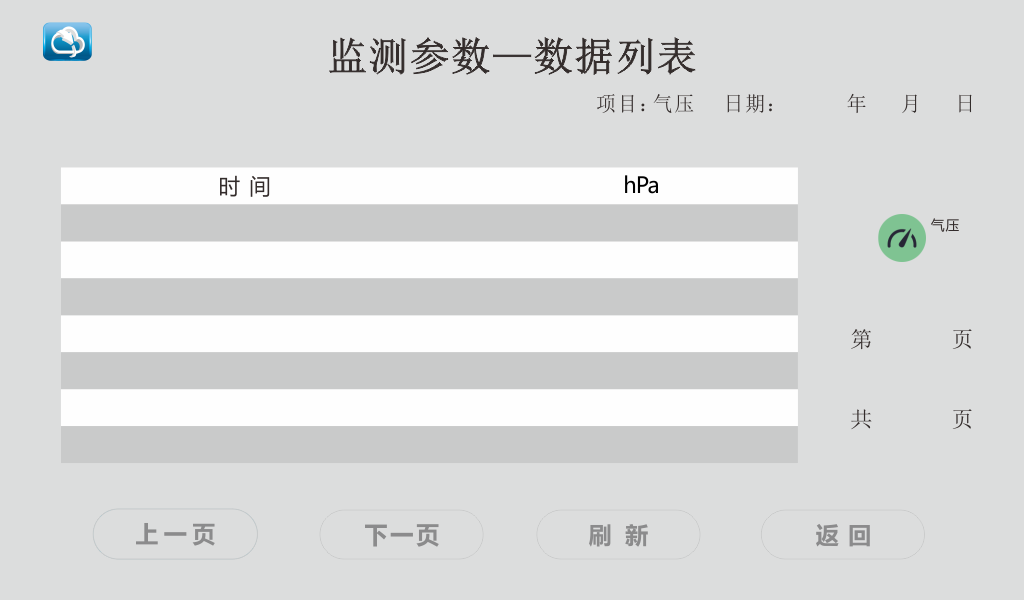 监测参数—数据列表
项目：气压 日期： 年 月 日
时间 hPa
气压
第 页
共 页
上一页 下一页 刷新 返回